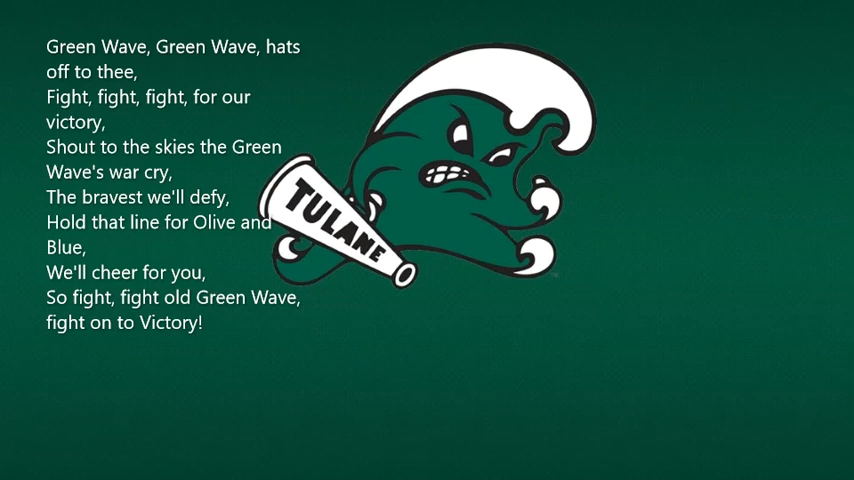 Green Wave, Green Wave, hats
off to thee,
Fight, fight, fight, for our
victory,
Shout to the skies the Green
Wave's war cry,
The bravest we'll defy,
Hold that line for Olive and
Blue,
We'll cheer for you,
So fight, fight old Green Wave,
fight on to Victory!
TULANE